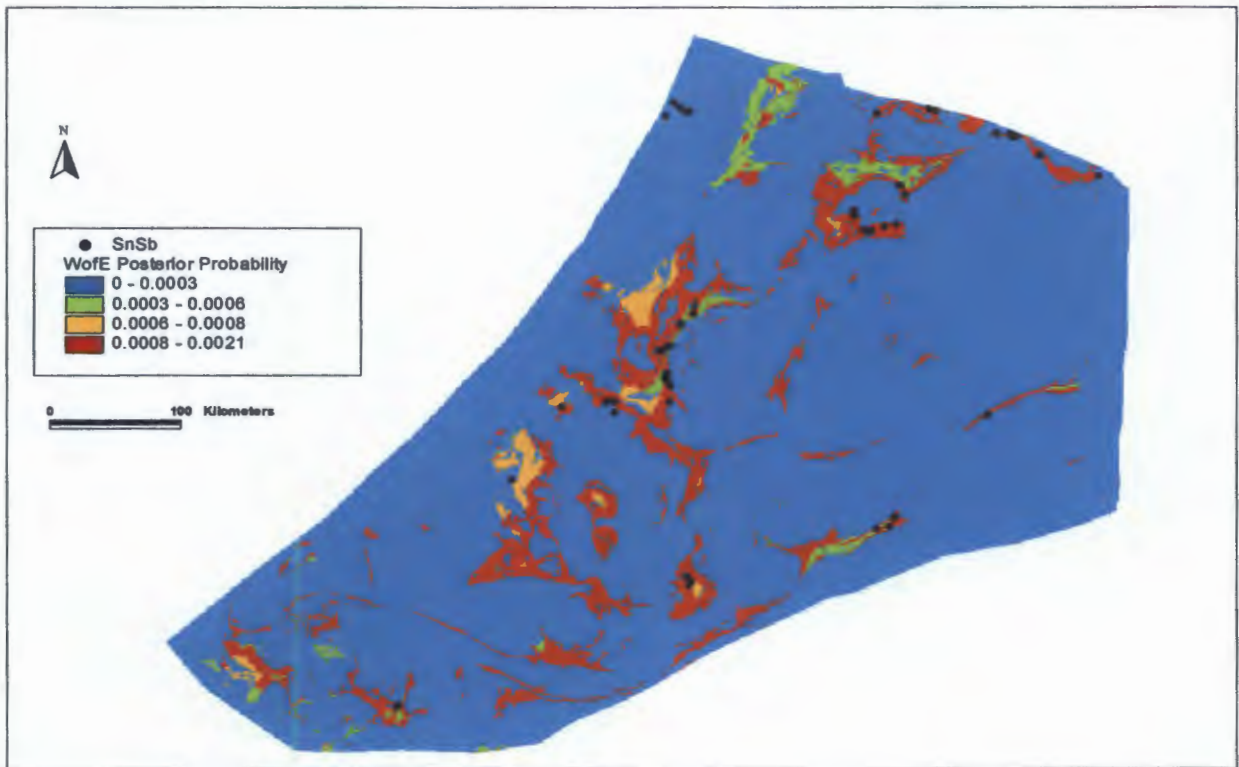 N
SnSb
WofE Posterior Probability
0 - 0.0003
0.0003 - 0.0006
0.0006 - 0.0008
0.0008 - 0.0021
0 100 Kilometers